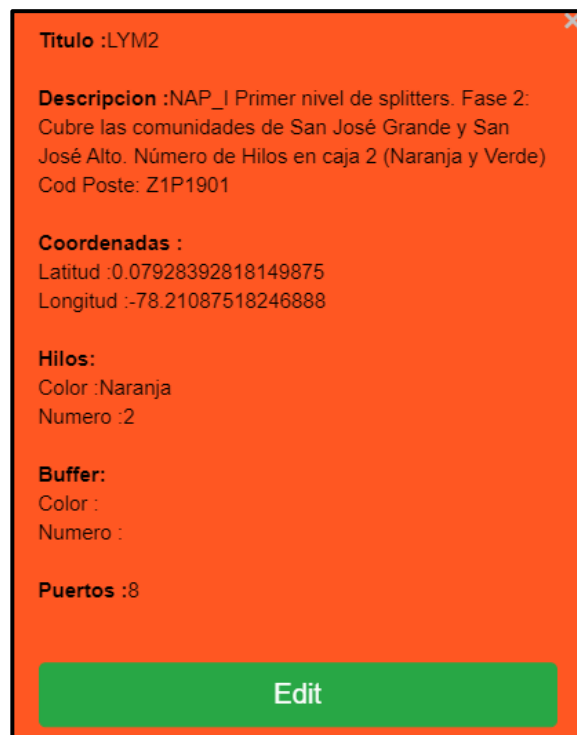 Titulo :LYM2
Descripcion :NAP_I Primer nivel de splitters. Fase 2:
Cubre las comunidades de San José Grande y San
José Alto. Número de Hilos en caja 2 (Naranja y Verde)
Cod Poste: Z1P1901
Coordenadas :
Latitud :0.07928392818149875
Longitud :-78.21087518246888
Hilos:
Color :Naranja
Numero :2
Buffer:
Color :
Numero :
Puertos :8
Edit